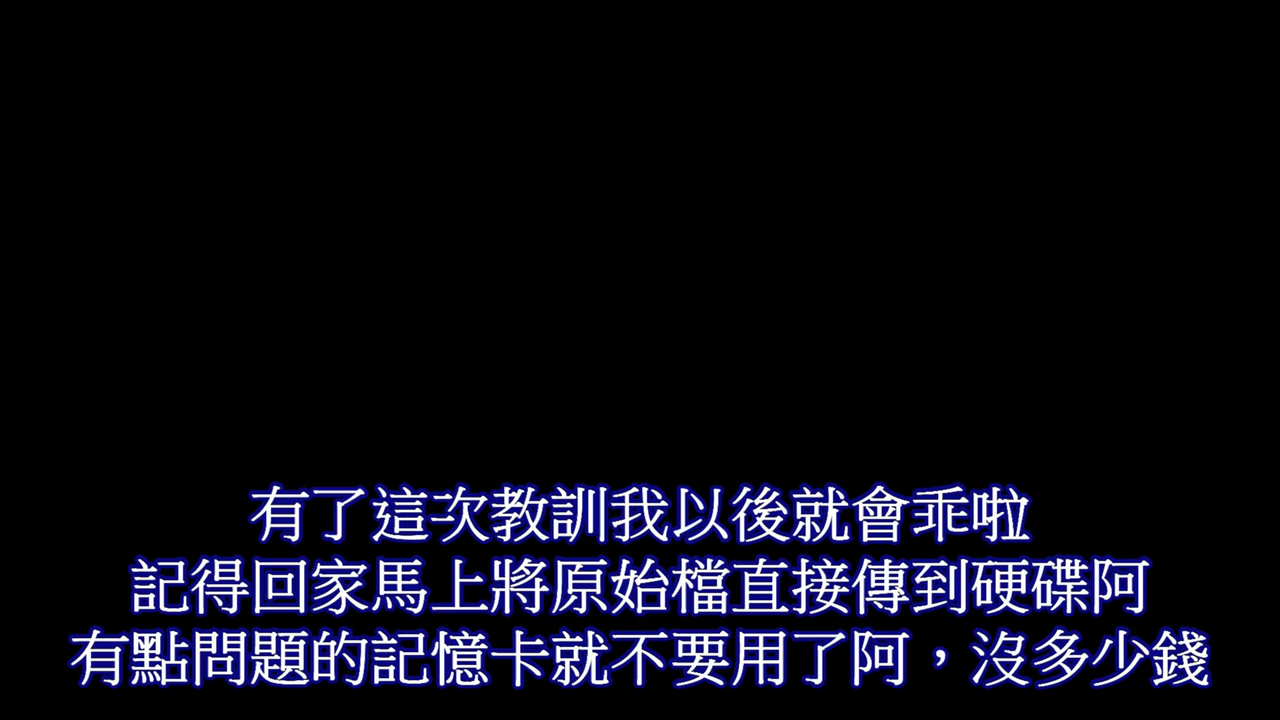 有了這次教訓我以後就會乖啦
記得回家馬上將原始檔直接傳到硬碟阿
有點問題的記憶卡就不要用了阿，沒多少錢